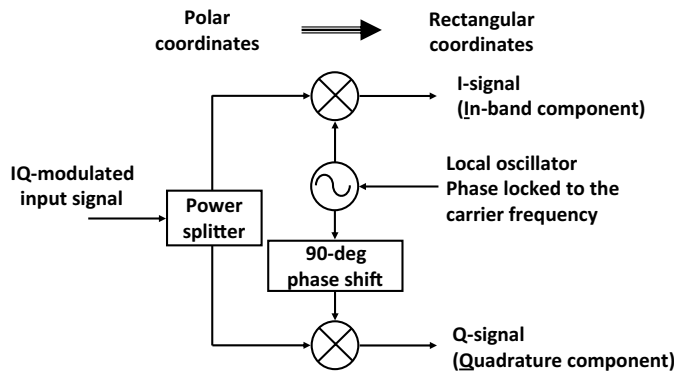 Polar
coordinates
Rectangular
coordinates
I-signal
(In-band component)
IQ-modulated
input signal
Power
splitter
Local oscillator
Phase locked to the
carrier frequency
90-deg
phase shift
Q-signal
(Quadrature component)